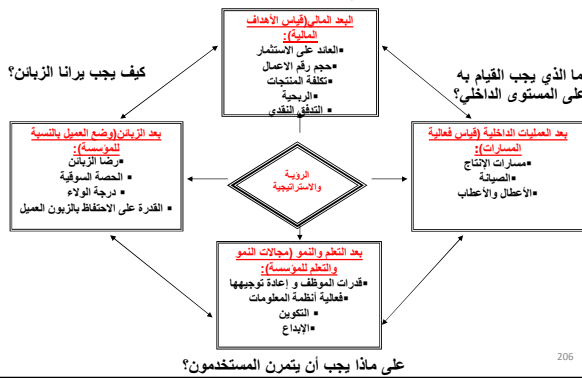 البعد المالي(قياس الأهداف
المالية):
▪العائد على الاستثمار
▪حجم رقم الاعمال
▪تكلفة المنتجات
▪الربحية
▪ التدفق النقدي
ما الذي يجب القيام به
على المستوى الداخلي؟
كيف يجب يرانا الزبائن؟
بعد العمليات الداخلية (قياس فعالية
المسارات):
▪مسارات الإنتاج
▪الصيانة
▪الأعطال والأعطاب
الرؤية
والاستراتيجية
بعد الزبائن(وضع العميل بالنسبة
للمؤسسة):
▪رضا الزبائن
▪ الحصة السوقية
▪ درجة الولاء
▪ القدرة على الاحتفاظ بالزبون العميل
بعد التعلم والنمو (مجالات النمو
والتعلم للمؤسسة):
▪قدرات الموظف و إعادة توجيهها
▪فعالية أنظمة المعلومات
▪ التكوين
▪الإبداع
على ماذا يجب أن يتمرن المستخدمون؟
206